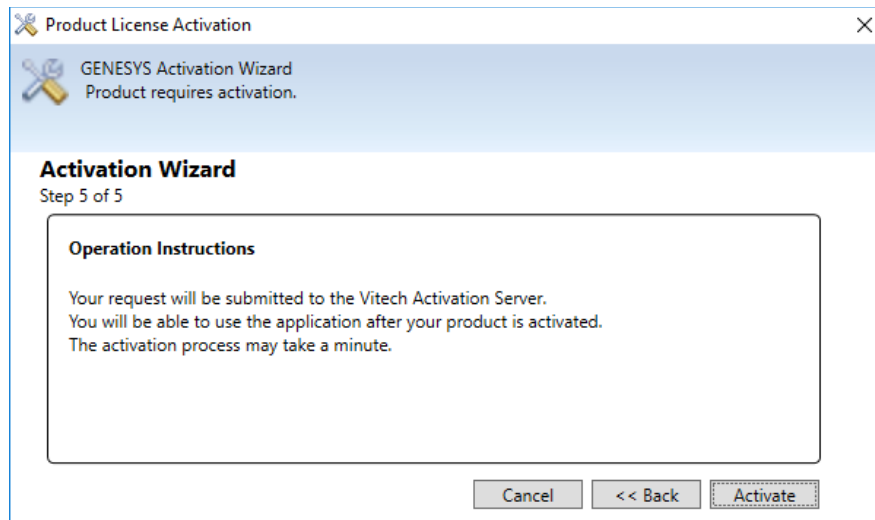 Product License Activation
GENESYS Activation Wizard
Product requires activation.
Activation Wizard
Step 5 of 5
Operation Instructions
Your request will be submitted to the Vitech Activation Server.
You will be able to use the application after your product is activated.
The activation process may take a minute.
Cancel
<< Back
Activate